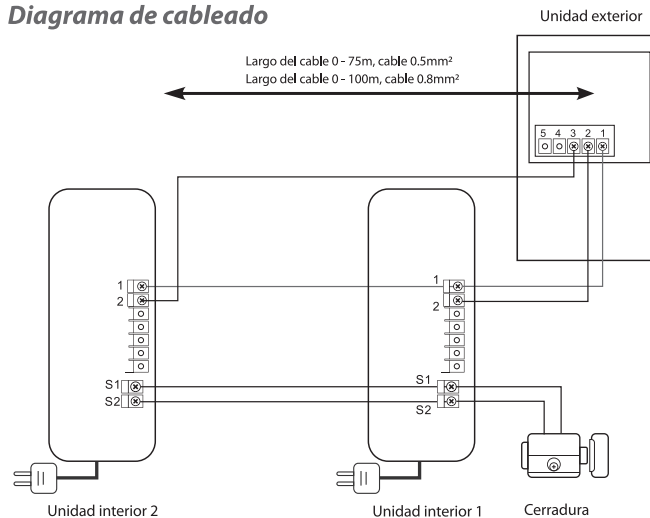 Diagrama de cableado
Unidad exterior
Largo del cable 0 - 75m, cable 0.5mm²
Largo del cable 0 - 100m, cable 0.8mm²
5 4 3 2 1
1
2
1
2
S1
S2
S1
S2
Unidad interior 2
Unidad interior 1
Cerradura